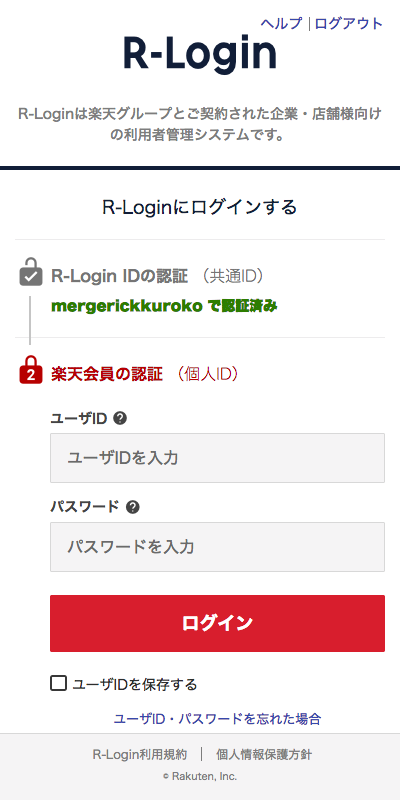 ヘルプ | ログアウト
R-Login
R-Loginは楽天グループとご契約された企業・店舗様向け
の利用者管理システムです。
R-Loginにログインする
R-Login IDの認証 （共通ID）
mergerickkuroko で認証済み
2 楽天会員の認証 （個人ID）
ユーザID ?
ユーザIDを入力
パスワード ?
パスワードを入力
ログイン
ユーザIDを保存する
ユーザID・パスワードを忘れた場合
R-Login利用規約 | 個人情報保護方針
© Rakuten, Inc.